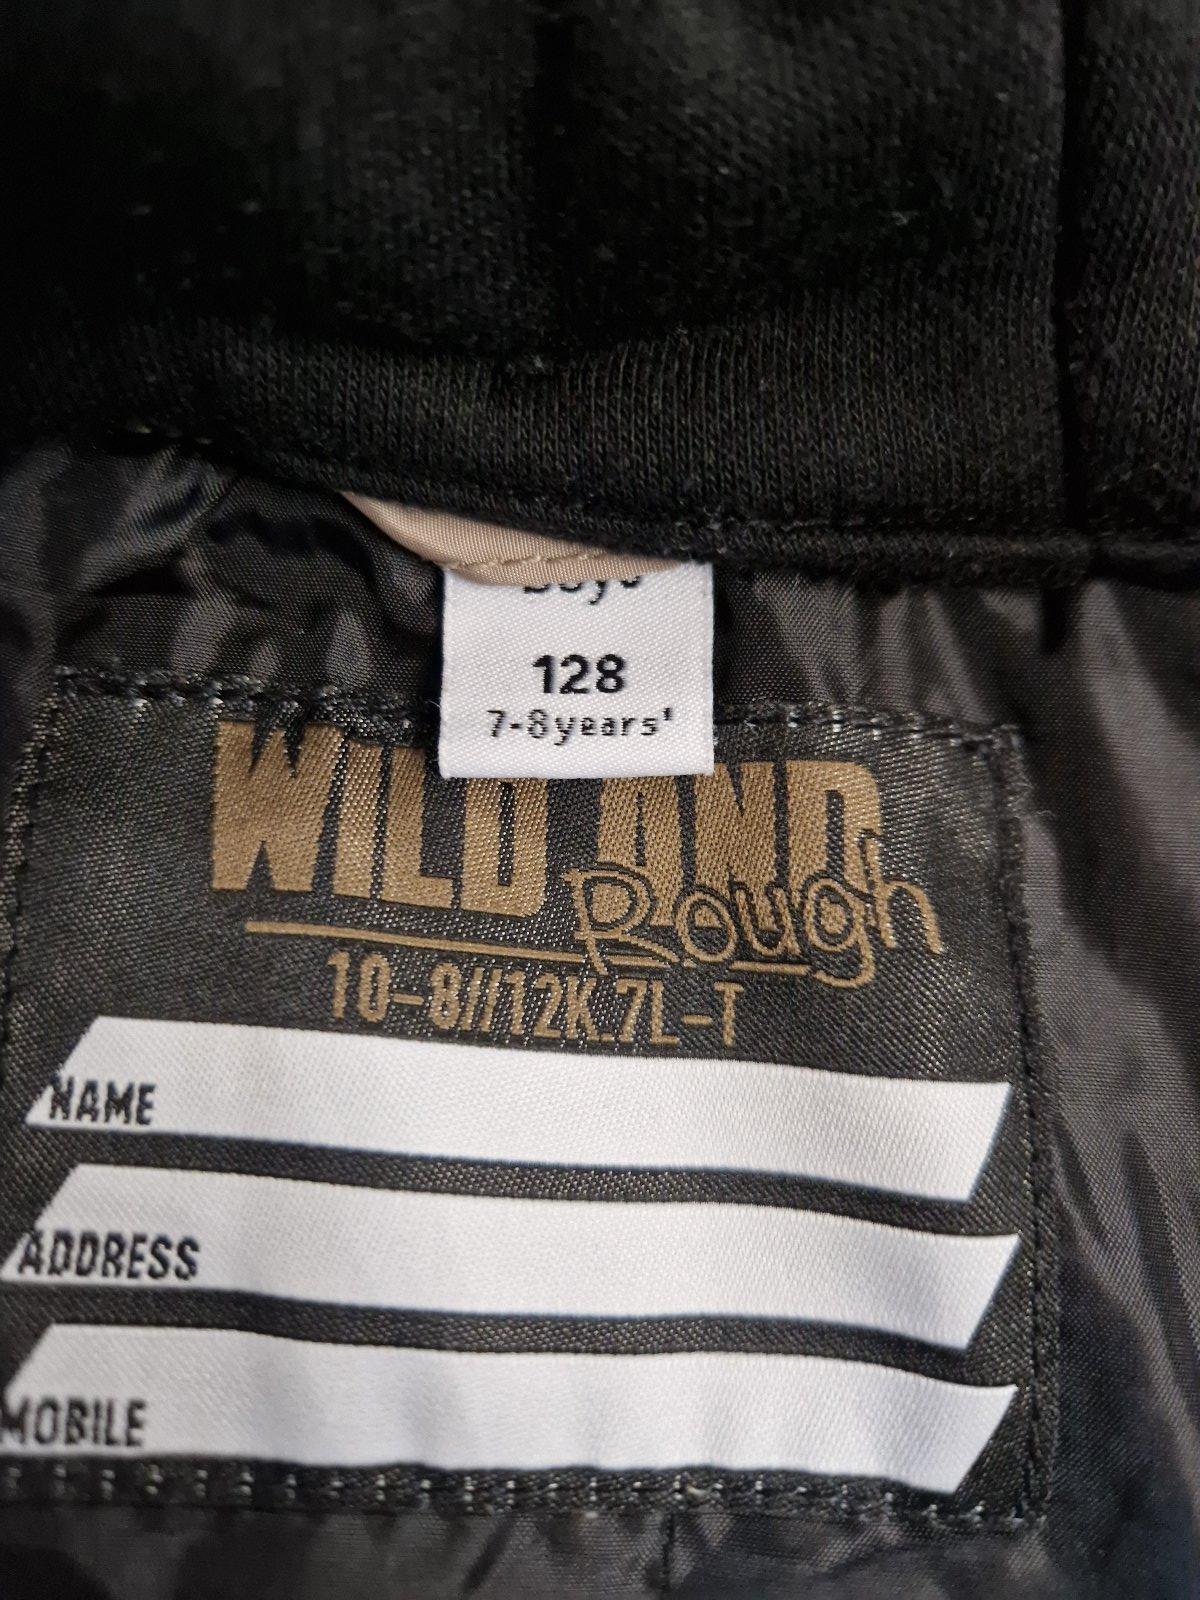 128
7-8years'
WILD AND
Rough
10-8//12K.7L-T
NAME
ADDRESS
MOBILE